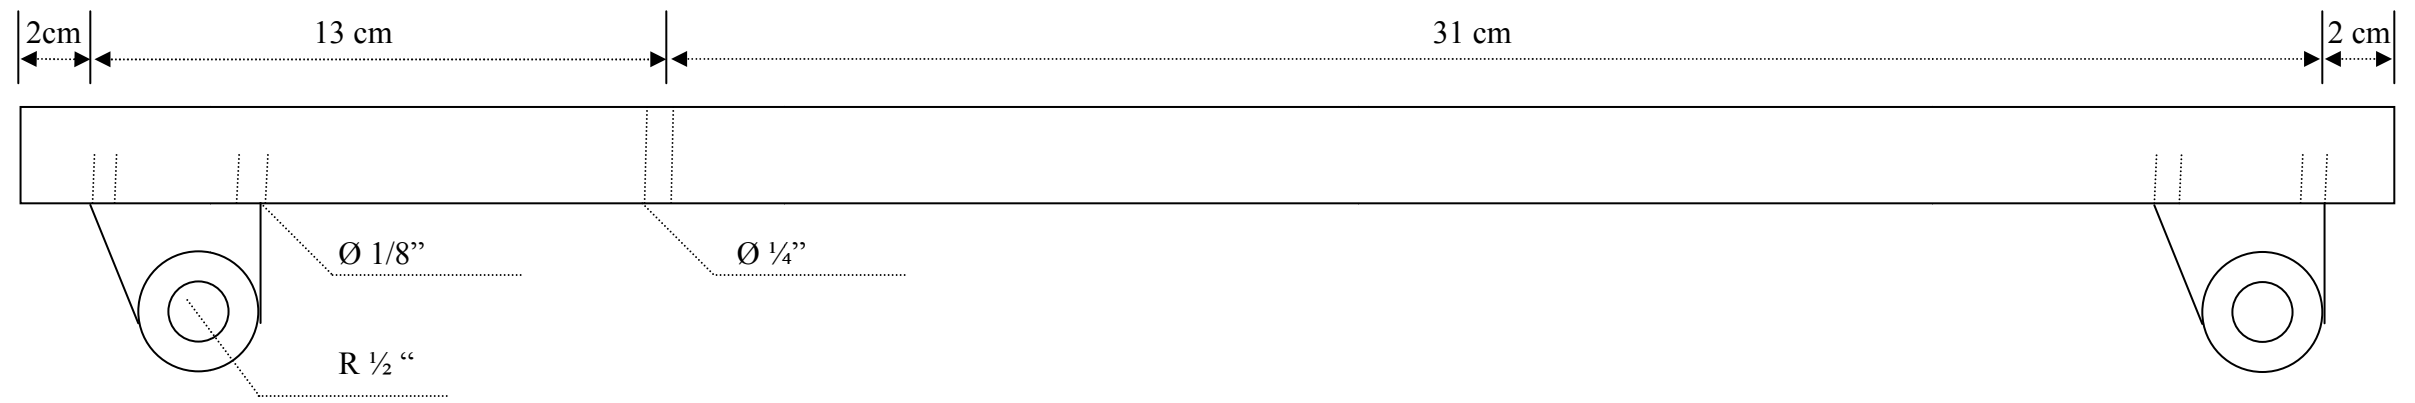 2cm
13 cm
31 cm
2 cm
Ø 1/8”
Ø ¼”
R ½ “